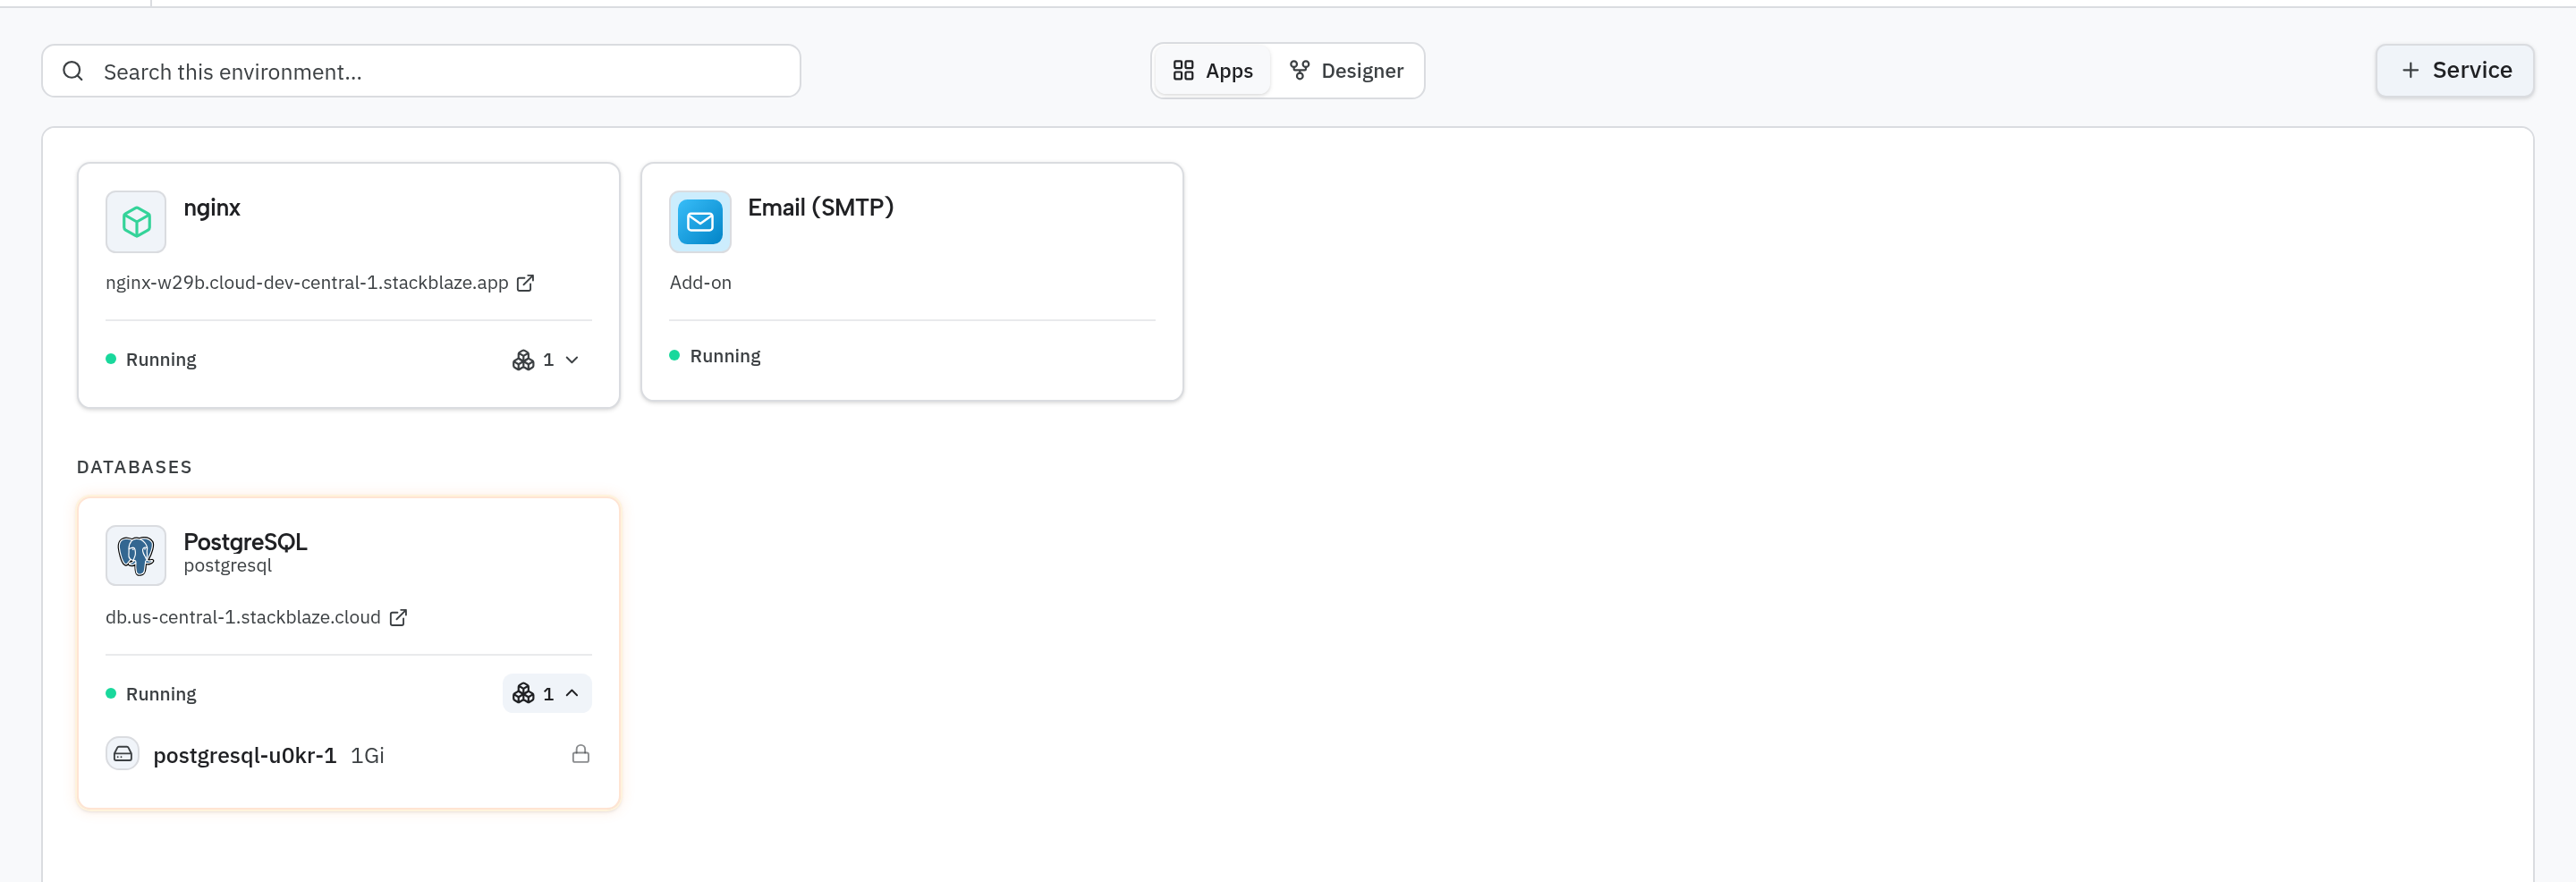 Search this environment...
Apps
Designer
+ Service
nginx
nginx-w29b.cloud-dev-central-1.stackblaze.app
Running
1
Email (SMTP)
Add-on
Running
DATABASES
PostgreSQL
postgresql
db.us-central-1.stackblaze.cloud
Running
1
postgresql-u0kr-1 1Gi